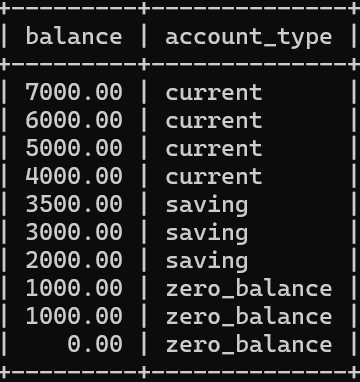 +---------+--------------+
| balance | account_type |
+---------+--------------+
| 7000.00 | current
| 6000.00 | current
| 5000.00 | current
| 4000.00 | current
| 3500.00 | saving
| 3000.00 | saving
| 2000.00 | saving
| 1000.00 | zero_balance
| 1000.00 | zero_balance
|    0.00 | zero_balance
+---------+--------------+